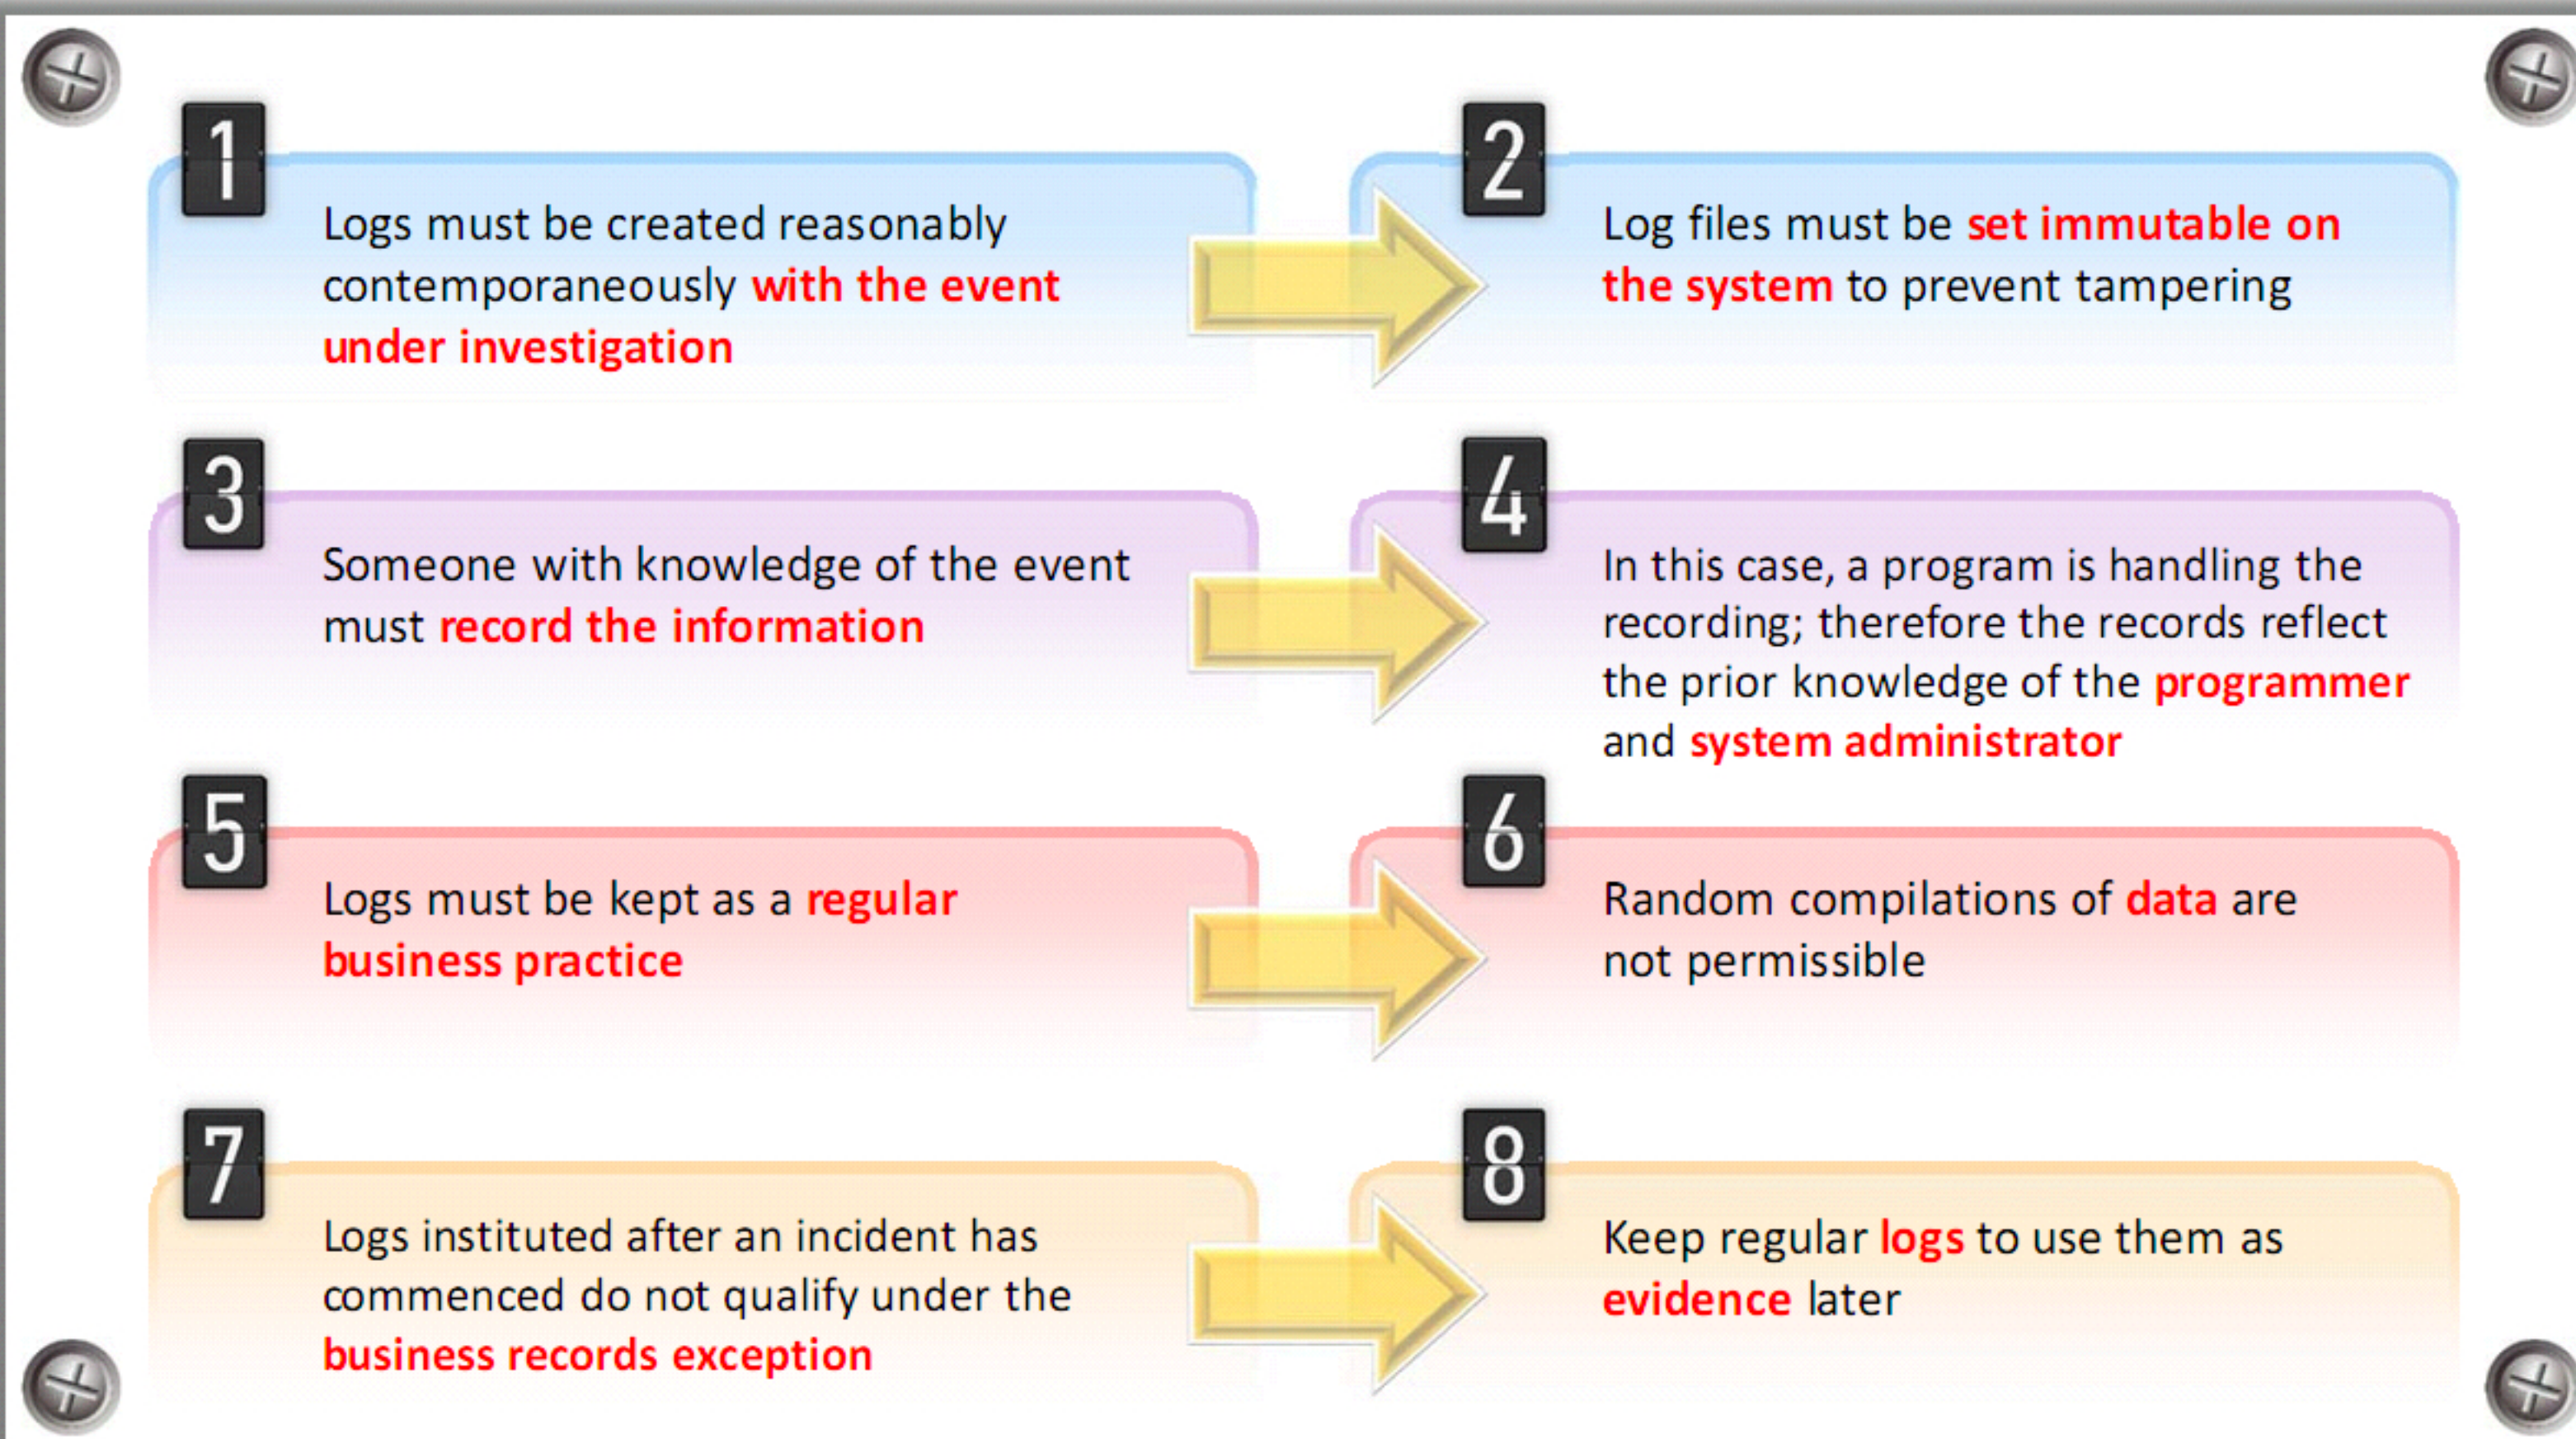 1
Logs must be created reasonably
contemporaneously with the event
under investigation
2
Log files must be set immutable on
the system to prevent tampering
3
Someone with knowledge of the event
must record the information
4
In this case, a program is handling the
recording; therefore the records reflect
the prior knowledge of the programmer
and system administrator
5
Logs must be kept as a regular
business practice
6
Random compilations of data are
not permissible
7
Logs instituted after an incident has
commenced do not qualify under the
business records exception
8
Keep regular logs to use them as
evidence later